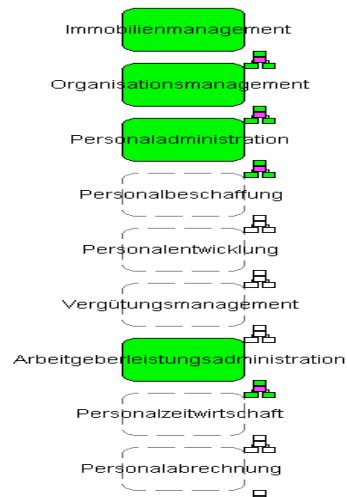 Immobilienmanagement
Organisationsmanagement
Personaladministration
Personalbeschaffung
Personalentwicklung
Vergütungsmanagement
Arbeitgeberleistungsadministration
Personalzeitwirtschaft
Personalabrechnung